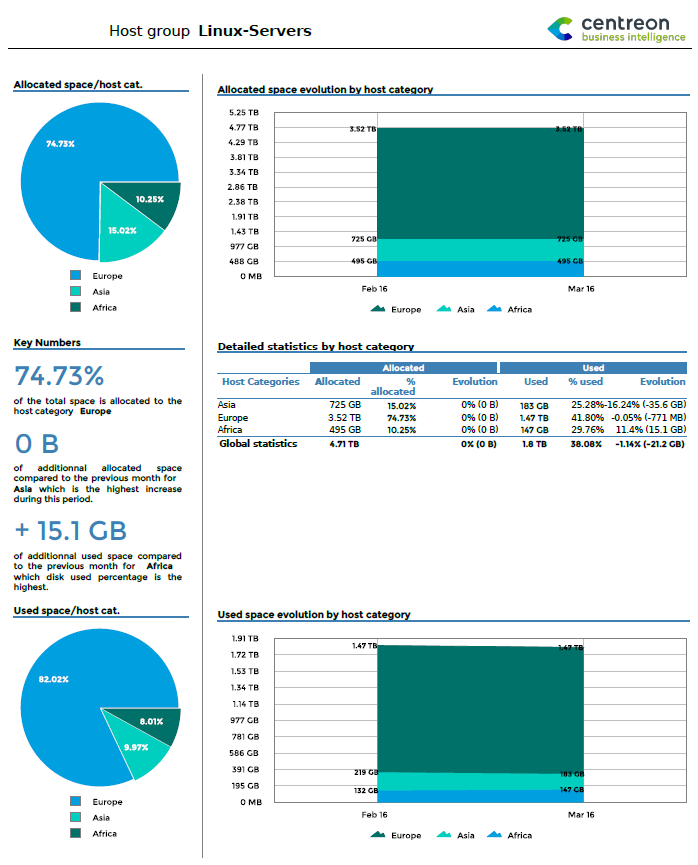 Host group Linux-Servers
centreon
business intelligence
Allocated space/host cat.
74.73%
10.25%
15.02%
Europe
Asia
Africa
Allocated space evolution by host category
5.25 TB
4.77 TB
4.29 TB
3.81 TB
3.34 TB
2.86 TB
2.38 TB
1.91 TB
1.43 TB
977 GB
488 GB
0 MB
3.52 TB
3.52 TB
725 GB
725 GB
495 GB
495 GB
Feb 16
Mar 16
Europe Asia Africa
Key Numbers
74.73%
of the total space is allocated to the
host category Europe
0 B
of additionnal allocated space
compared to the previous month for
Asia which is the highest increase
during this period.
+ 15.1 GB
of additionnal used space compared
to the previous month for Africa
which disk used percentage is the
highest.
Detailed statistics by host category
Allocated Used
Host Categories Allocated % allocated Evolution Used % used Evolution
Asia 725 GB 15.02% 0% (0 B) 183 GB 25.28% -16.24% (-35.6 GB)
Europe 3.52 TB 74.73% 0% (0 B) 1.47 TB 41.80% -0.05% (-771 MB)
Africa 495 GB 10.25% 0% (0 B) 147 GB 29.76% 11.4% (15.1 GB)
Global statistics 4.71 TB 0% (0 B) 1.8 TB 38.08% -1.14% (-21.2 GB)
Used space/host cat.
82.02%
8.01%
9.97%
Europe
Asia
Africa
Used space evolution by host category
1.91 TB
1.72 TB
1.53 TB
1.34 TB
1.14 TB
977 GB
781 GB
586 GB
391 GB
195 GB
0 MB
1.47 TB
1.47 TB
219 GB
183 GB
132 GB
147 GB
Feb 16
Mar 16
Europe Asia Africa